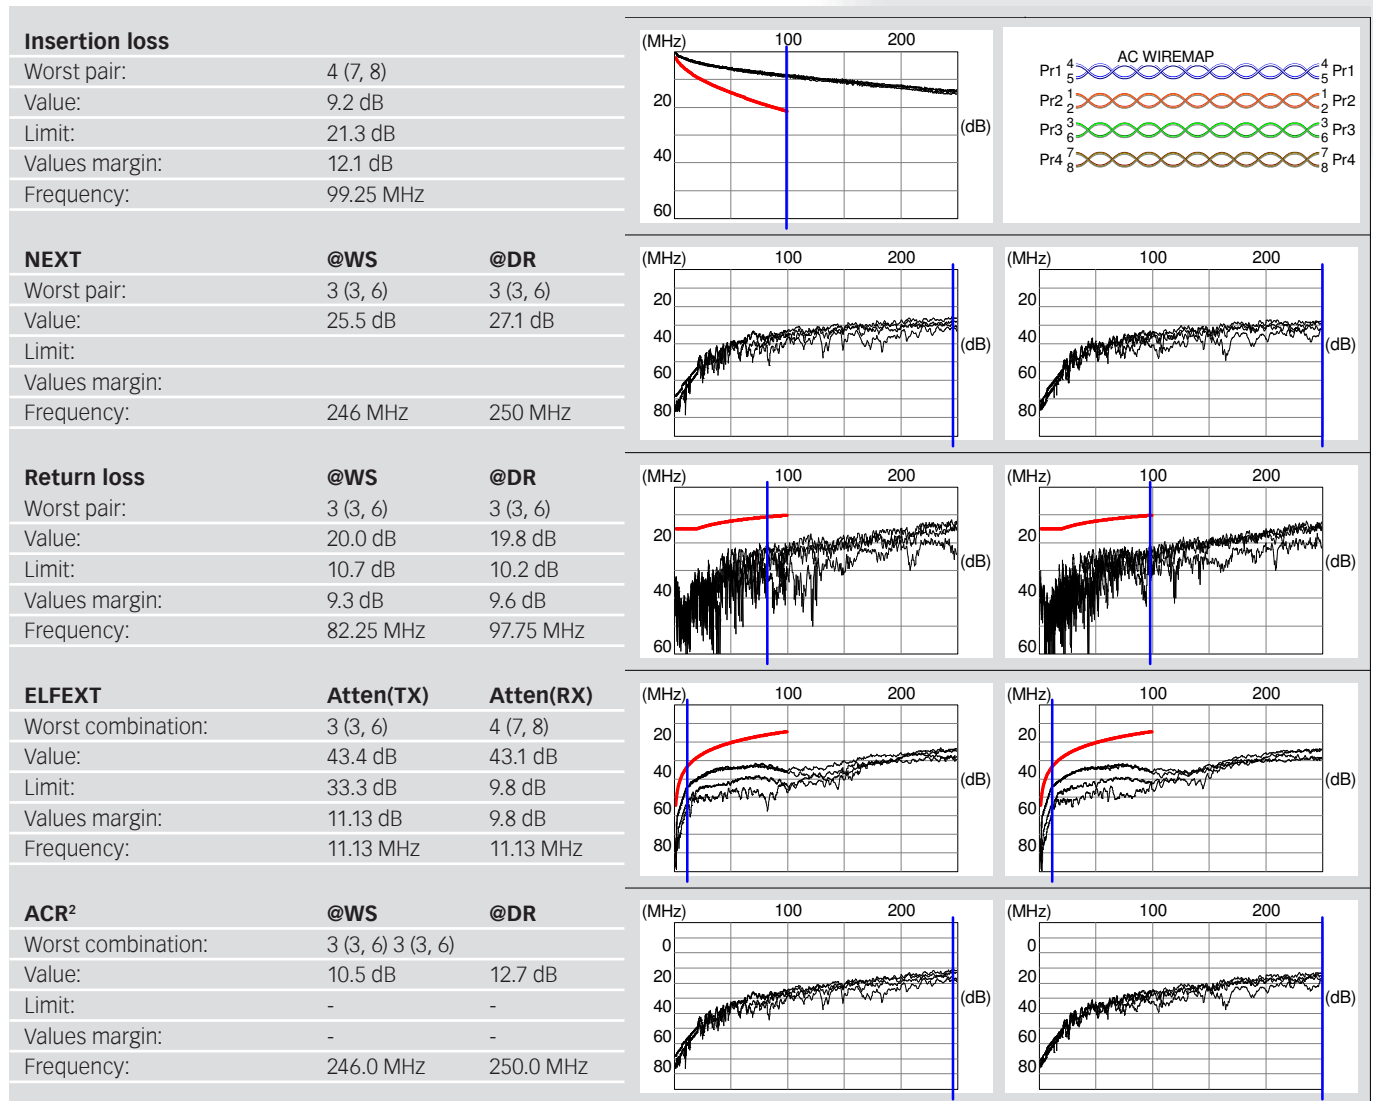 Insertion loss
Worst pair: 4 (7, 8)
Value: 9.2 dB
Limit: 21.3 dB
Values margin: 12.1 dB
Frequency: 99.25 MHz
(MHz) 100 200
20
(dB)
40
60
AC WIREMAP
Pr1 4 5 4 5 Pr1
Pr2 1 2 1 2 Pr2
Pr3 3 6 3 6 Pr3
Pr4 7 8 7 8 Pr4
NEXT @WS @DR
Worst pair: 3 (3, 6) 3 (3, 6)
Value: 25.5 dB 27.1 dB
Limit:
Values margin:
Frequency: 246 MHz 250 MHz
(MHz) 100 200
20
40 (dB)
60
80
(MHz) 100 200
20
40 (dB)
60
80
Return loss @WS @DR
Worst pair: 3 (3, 6) 3 (3, 6)
Value: 20.0 dB 19.8 dB
Limit: 10.7 dB 10.2 dB
Values margin: 9.3 dB 9.6 dB
Frequency: 82.25 MHz 97.75 MHz
(MHz) 100 200
20
(dB)
40
60
(MHz) 100 200
20
(dB)
40
60
ELFEXT Atten(TX) Atten(RX)
Worst combination: 3 (3, 6) 4 (7, 8)
Value: 43.4 dB 43.1 dB
Limit: 33.3 dB 9.8 dB
Values margin: 11.13 dB 9.8 dB
Frequency: 11.13 MHz 11.13 MHz
(MHz) 100 200
20
40 (dB)
60
80
(MHz) 100 200
20
40 (dB)
60
80
ACR² @WS @DR
Worst combination: 3 (3, 6) 3 (3, 6)
Value: 10.5 dB 12.7 dB
Limit: - -
Values margin: - -
Frequency: 246.0 MHz 250.0 MHz
(MHz) 100 200
0
20
40 (dB)
60
80
(MHz) 100 200
0
20
40 (dB)
60
80